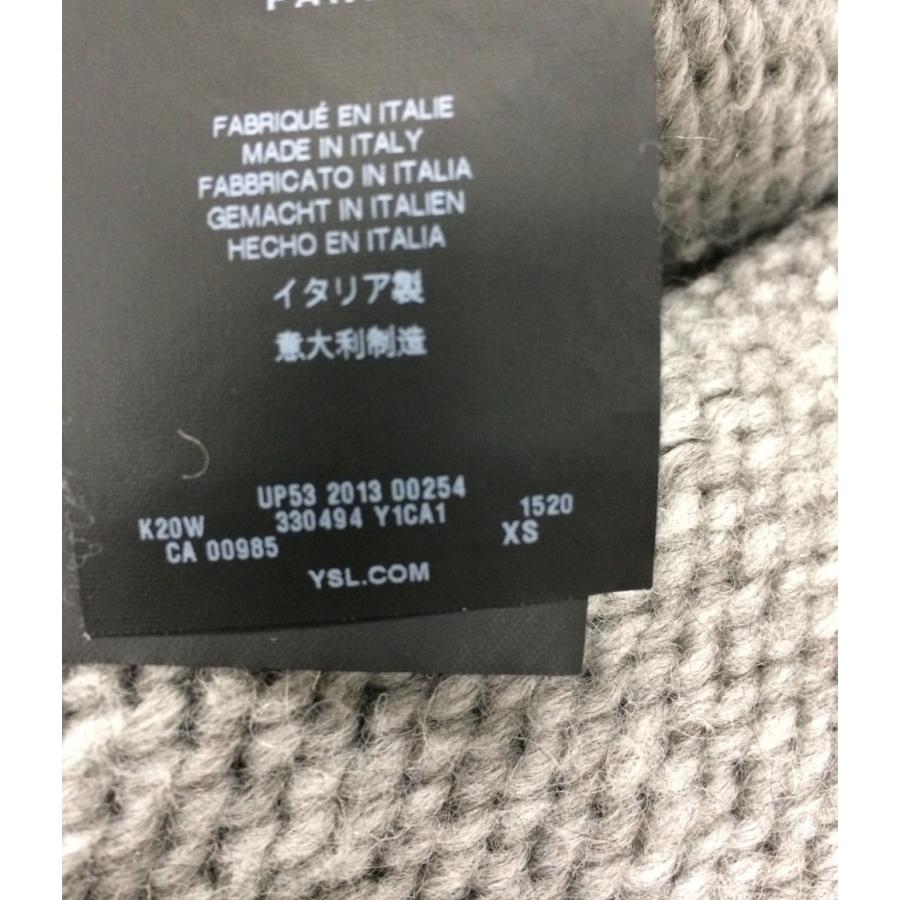 FABRIQUÉ EN ITALIE
MADE IN ITALY
FABBRICATO IN ITALIA
GEMACHT IN ITALIEN
HECHO EN ITALIA
イタリア製
意大利制造
UP53 2013 00254
K20W 330494 Y1CA1 1520
CA 00985 XS
YSL.COM